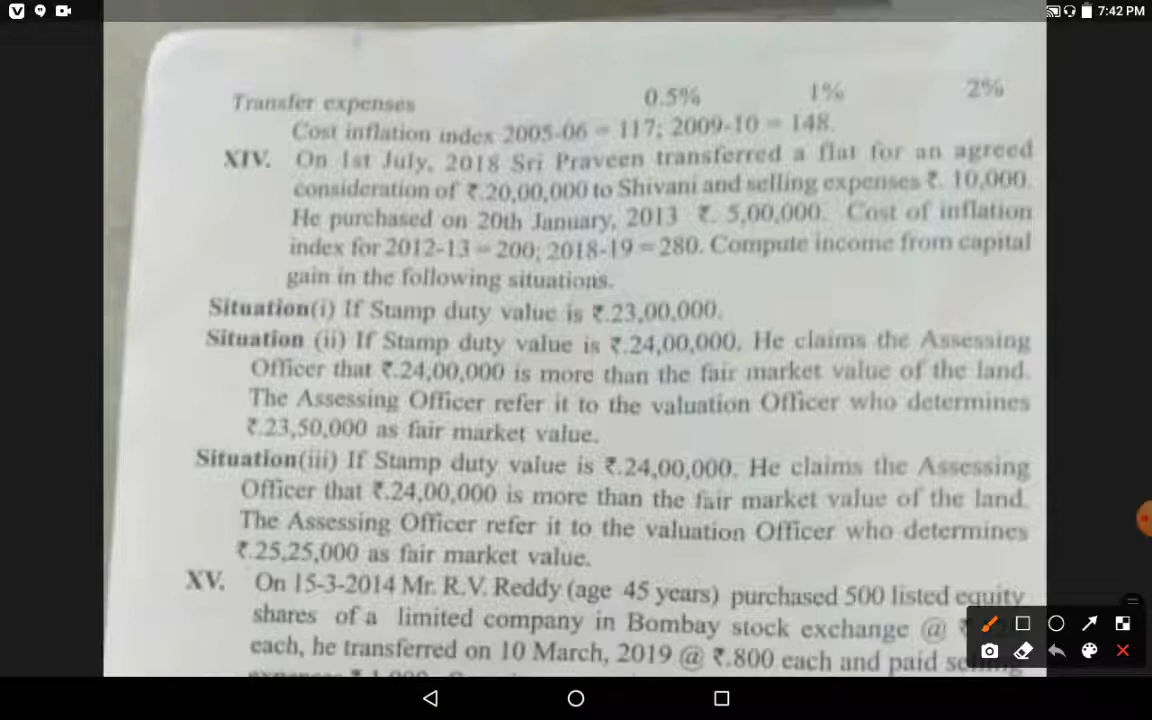 7:42 PM
Transfer expenses 0.5% 1% 2%
Cost inflation index 2005-06 = 117; 2009-10 = 148.
XIV. On 1st July, 2018 Sri Praveen transferred a flat for an agreed
consideration of ₹.20,00,000 to Shivani and selling expenses ₹. 10,000.
He purchased on 20th January, 2013 ₹. 5,00,000. Cost of inflation
index for 2012-13 = 200; 2018-19 = 280. Compute income from capital
gain in the following situations.
Situation(i) If Stamp duty value is ₹.23,00,000.
Situation (ii) If Stamp duty value is ₹.24,00,000. He claims the Assessing
Officer that ₹.24,00,000 is more than the fair market value of the land.
The Assessing Officer refer it to the valuation Officer who determines
₹.23,50,000 as fair market value.
Situation(iii) If Stamp duty value is ₹.24,00,000. He claims the Assessing
Officer that ₹.24,00,000 is more than the fair market value of the land.
The Assessing Officer refer it to the valuation Officer who determines
₹.25,25,000 as fair market value.
XV. On 15-3-2014 Mr. R.V. Reddy (age 45 years) purchased 500 listed equity
shares of a limited company in Bombay stock exchange @
each, he transferred on 10 March, 2019 @ ₹.800 each and paid